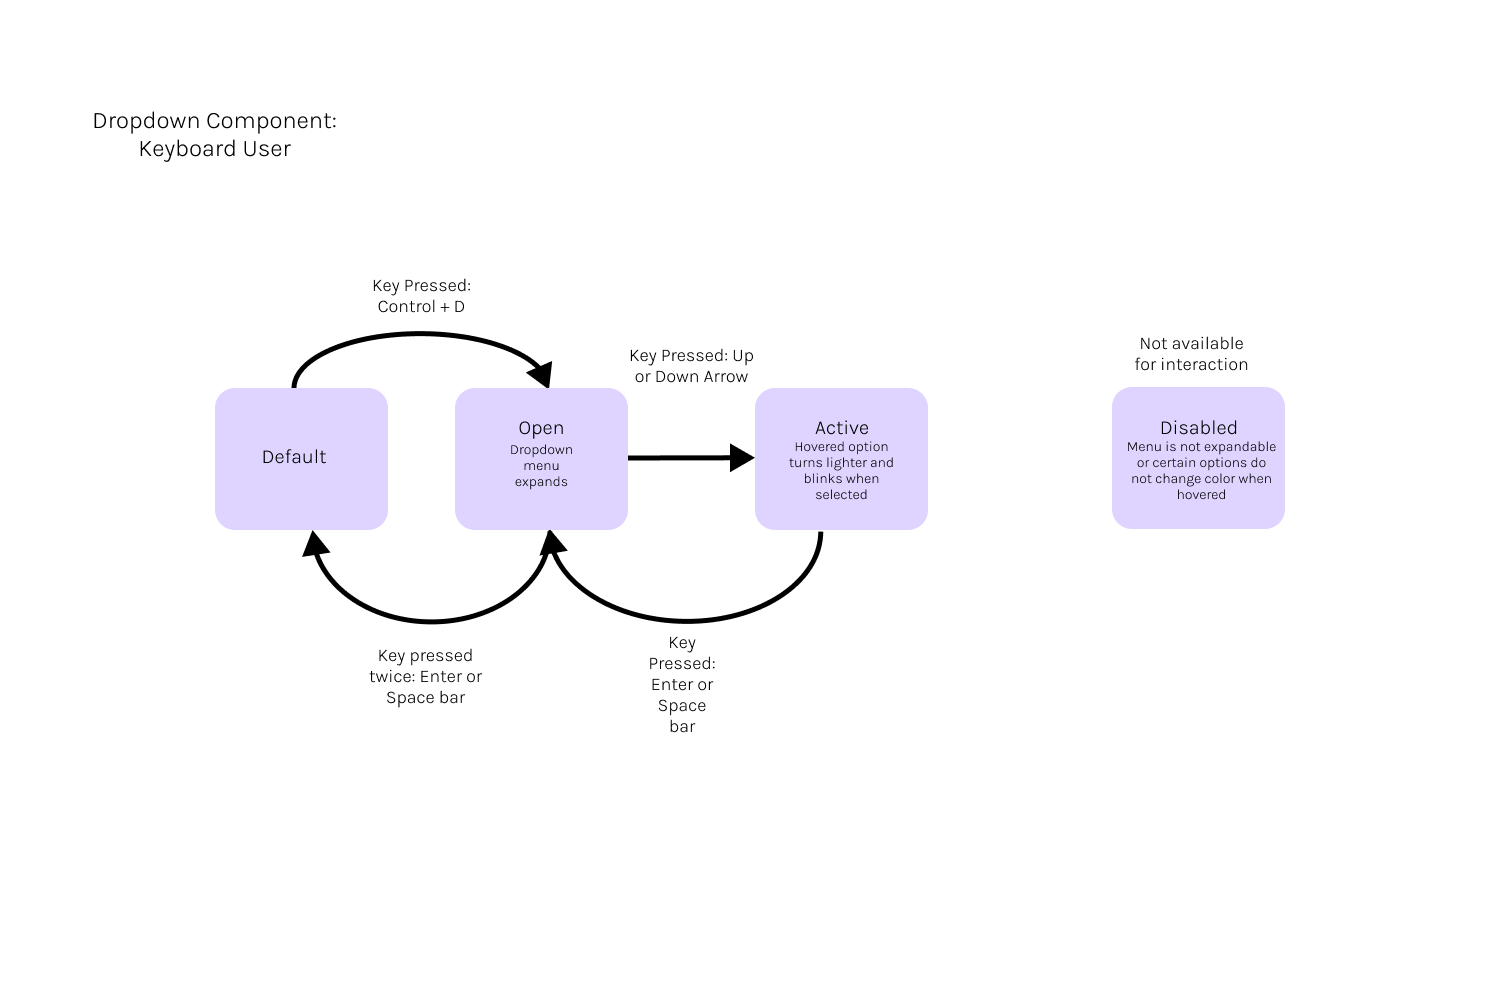 Dropdown Component:
Keyboard User
Key Pressed:
Control + D
Key Pressed: Up
or Down Arrow
Not available
for interaction
Default
Open
Dropdown
menu
expands
Active
Hovered option
turns lighter and
blinks when
selected
Disabled
Menu is not expandable
or certain options do
not change color when
hovered
Key pressed
twice: Enter or
Space bar
Key
Pressed:
Enter or
Space
bar